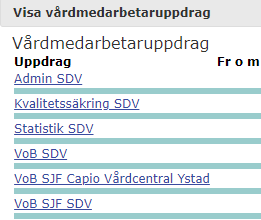 Visa vårdmedarbetaruppdrag
Vårdmedarbetaruppdrag
Uppdrag Fr o m
Admin SDV
Kvalitetssäkring SDV
Statistik SDV
VoB SDV
VoB SJF Capio Vårdcentral Ystad
VoB SJF SDV